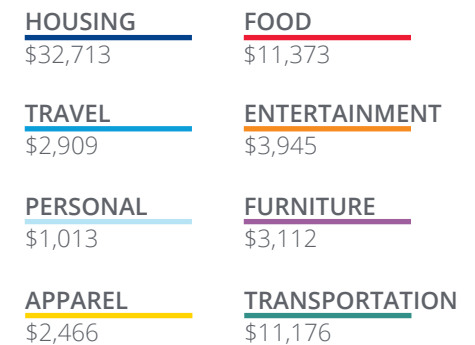 HOUSING
$32,713
FOOD
$11,373
TRAVEL
$2,909
ENTERTAINMENT
$3,945
PERSONAL
$1,013
FURNITURE
$3,112
APPAREL
$2,466
TRANSPORTATION
$11,176